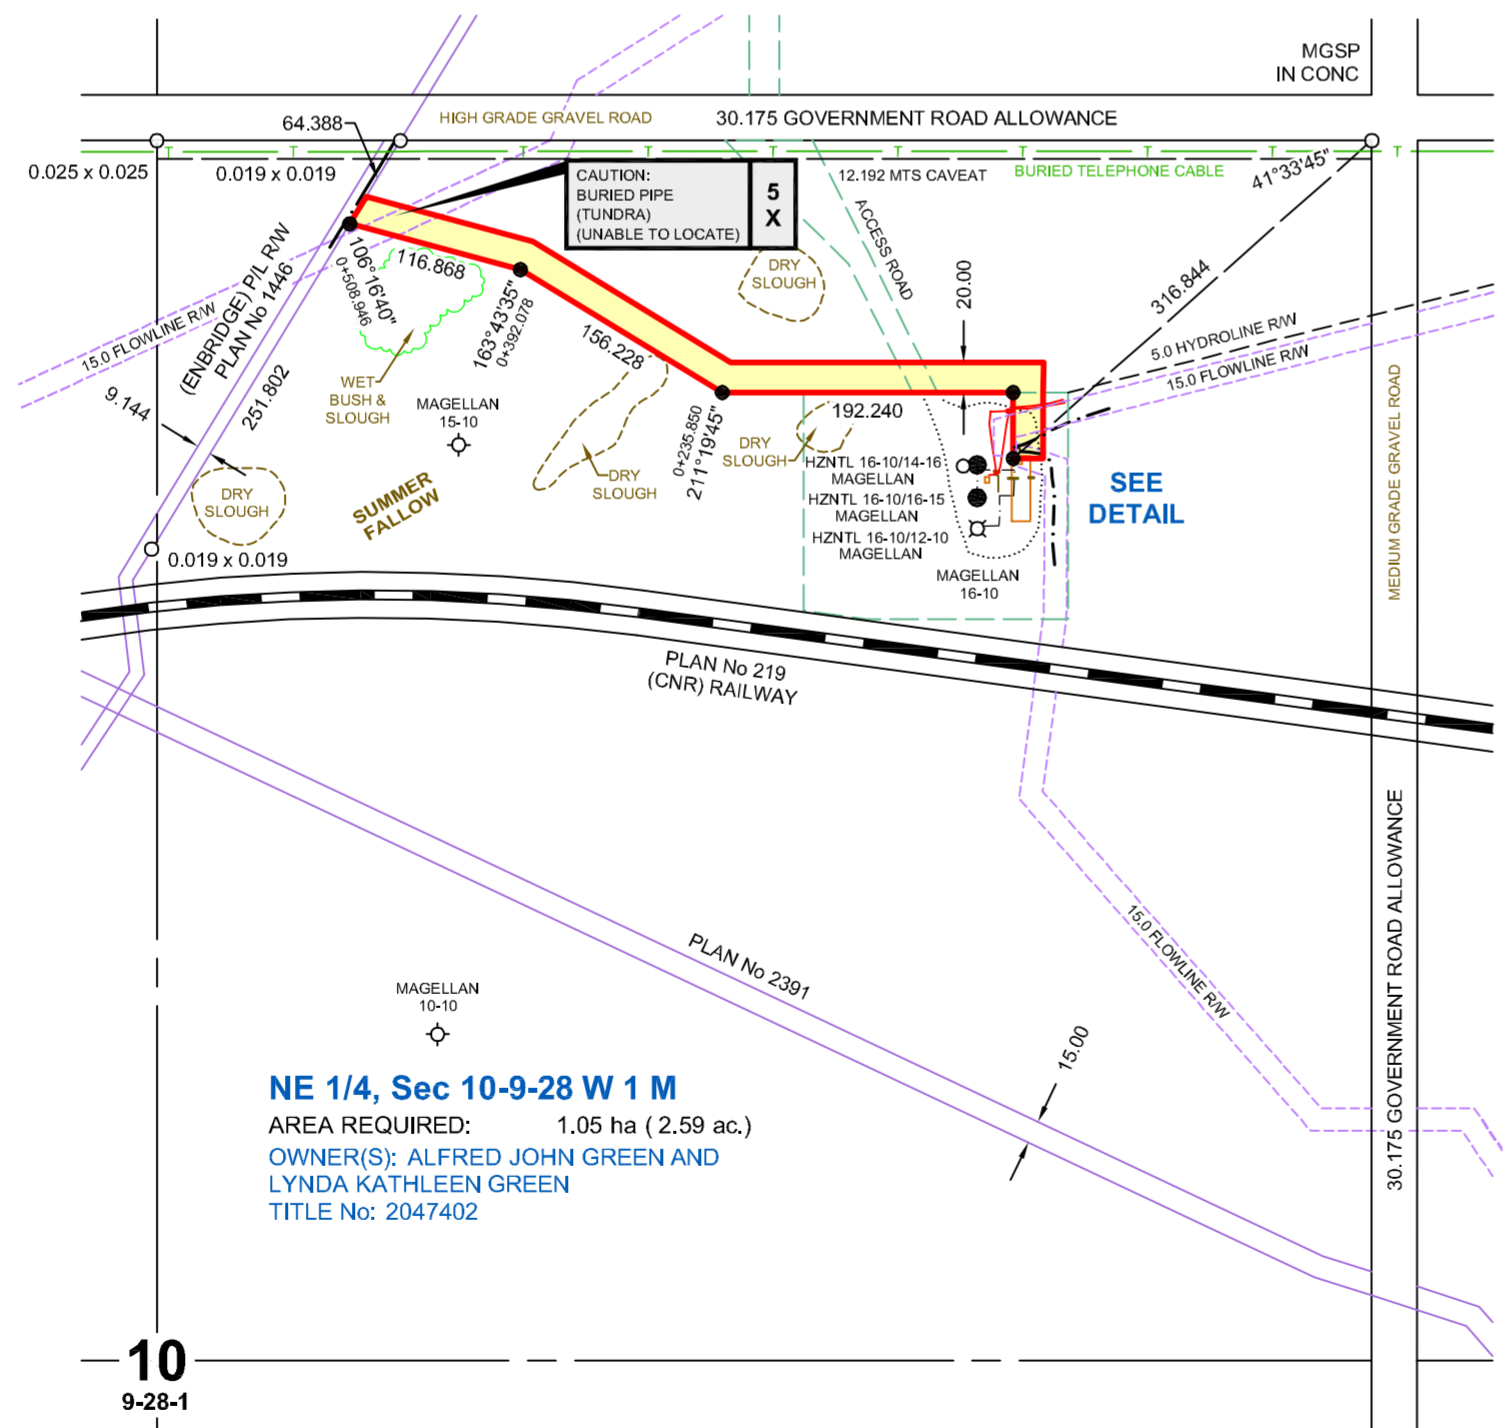 MGSP
IN CONC
64.388
HIGH GRADE GRAVEL ROAD
30.175 GOVERNMENT ROAD ALLOWANCE
T T T T T T T T T T T
0.025 x 0.025
0.019 x 0.019
CAUTION:
BURIED PIPE
(TUNDRA)
(UNABLE TO LOCATE)
5
X
12.192 MTS CAVEAT
BURIED TELEPHONE CABLE
41°33'45"
ACCESS ROAD
(ENBRIDGE) P/L R/W
PLAN No 1446
106°16'40"
0+508.946
116.868
DRY
SLOUGH
20.00
316.844
15.0 FLOWLINE R/W
163°43'35"
0+392.078
156.228
5.0 HYDROLINE R/W
15.0 FLOWLINE R/W
9.144
251.802
WET
BUSH &
SLOUGH
MAGELLAN
15-10
0+235.850
211°19'45"
192.240
DRY
SLOUGH
MEDIUM GRADE GRAVEL ROAD
DRY
SLOUGH
SUMMER
FALLOW
DRY
SLOUGH
HZNTL 16-10/14-16
MAGELLAN
HZNTL 16-10/16-15
MAGELLAN
HZNTL 16-10/12-10
MAGELLAN
SEE
DETAIL
0.019 x 0.019
MAGELLAN
16-10
PLAN No 219
(CNR) RAILWAY
30.175 GOVERNMENT ROAD ALLOWANCE
15.0 FLOWLINE R/W
PLAN No 2391
MAGELLAN
10-10
15.00
NE 1/4, Sec 10-9-28 W 1 M
AREA REQUIRED: 1.05 ha ( 2.59 ac.)
OWNER(S): ALFRED JOHN GREEN AND
LYNDA KATHLEEN GREEN
TITLE No: 2047402
10
9-28-1